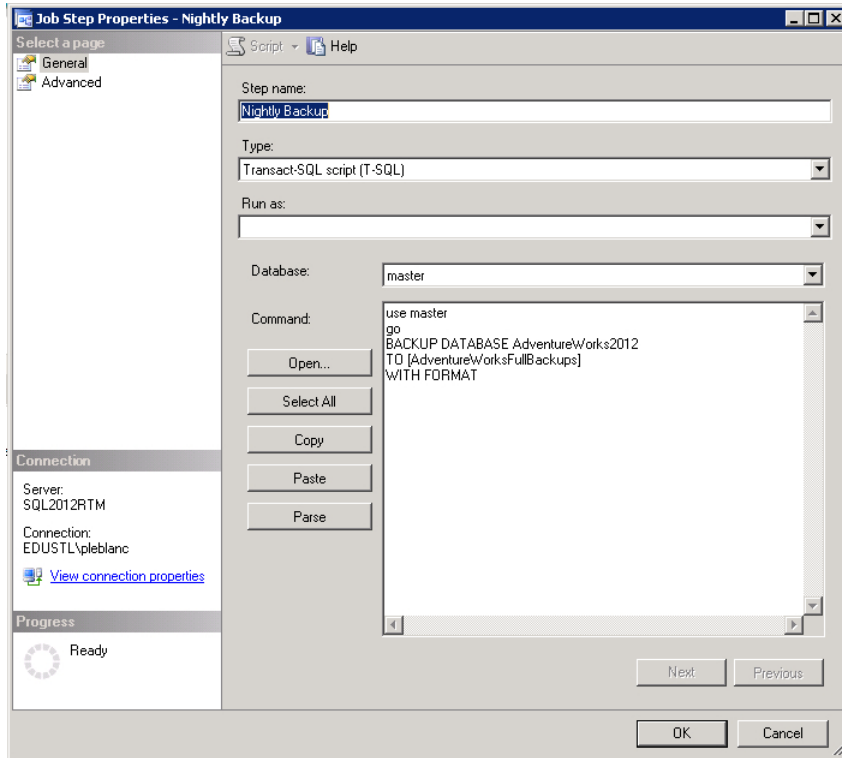 Job Step Properties - Nightly Backup
Select a page
General
Advanced
Script
Help
Step name:
Nightly Backup
Type:
Transact-SQL script (T-SQL)
Run as:
Database:
master
Command:
use master
go
BACKUP DATABASE AdventureWorks2012
TO [AdventureWorksFullBackups]
WITH FORMAT
Open...
Select All
Copy
Paste
Parse
Connection
Server:
SQL2012RTM
Connection:
EDUSTL\pleblanc
View connection properties
Progress
Ready
Next
Previous
OK
Cancel